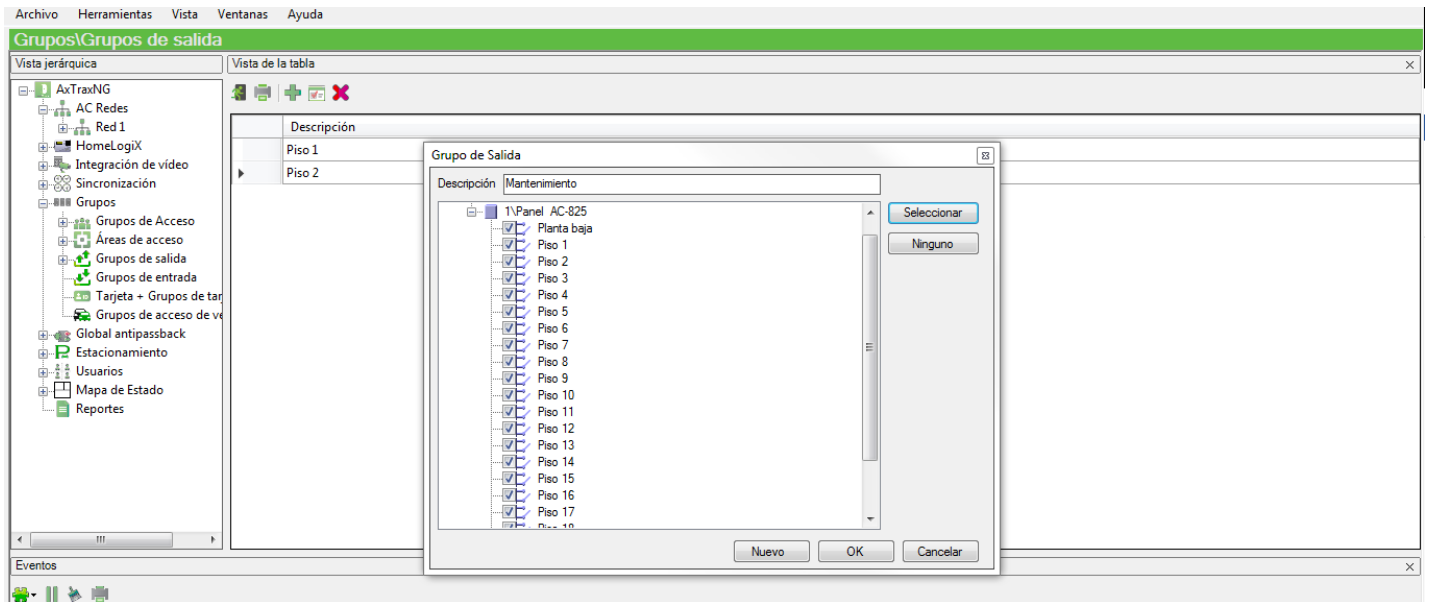 Archivo Herramientas Vista Ventanas Ayuda
Grupos\Grupos de salida
Vista jerárquica
Vista de la tabla
AxTraxNG
AC Redes
Red 1
HomeLogiX
Integración de vídeo
Sincronización
Grupos
Grupos de Acceso
Áreas de acceso
Grupos de salida
Grupos de entrada
Tarjeta + Grupos de tar
Grupos de acceso de ve
Global antipassback
Estacionamiento
Usuarios
Mapa de Estado
Reportes
Descripción
Piso 1
Piso 2
Grupo de Salida
Descripción Mantenimiento
1\Panel AC-825
Planta baja
Piso 1
Piso 2
Piso 3
Piso 4
Piso 5
Piso 6
Piso 7
Piso 8
Piso 9
Piso 10
Piso 11
Piso 12
Piso 13
Piso 14
Piso 15
Piso 16
Piso 17
Piso 18
Seleccionar
Ninguno
Nuevo OK Cancelar
Eventos